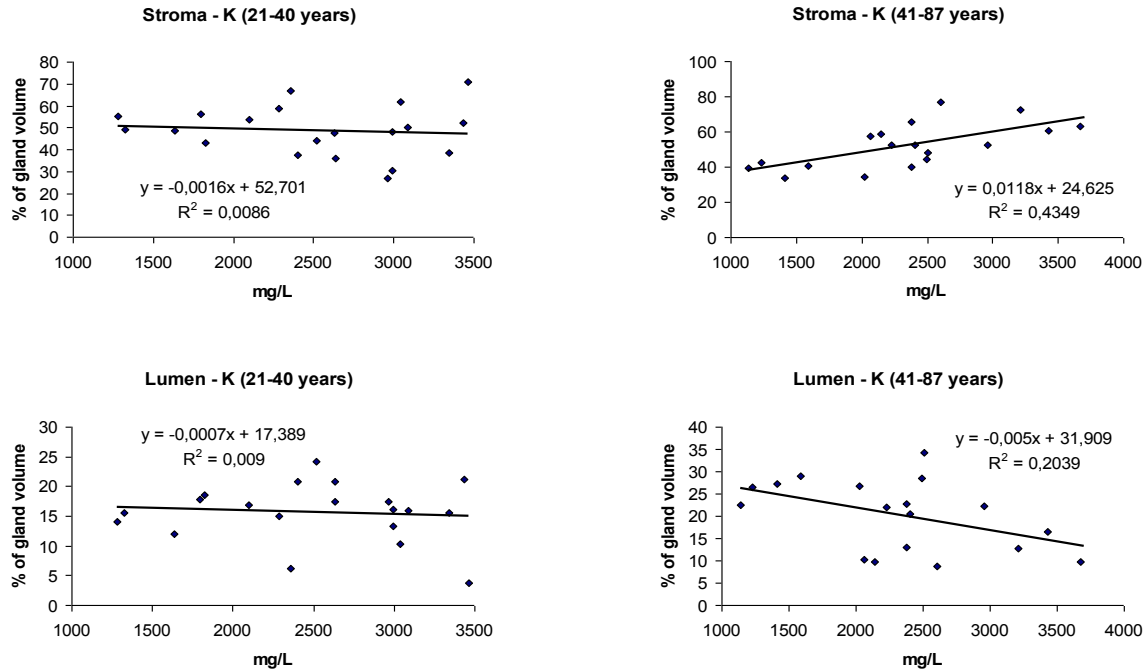 Stroma - K (21-40 years)
% of gland volume
80
70
60
50
40
30
20
10
0
y = -0,0016x + 52,701
R² = 0,0086
1000 1500 2000 2500 3000 3500
mg/L
Stroma - K (41-87 years)
% of gland volume
100
80
60
40
20
0
y = 0,0118x + 24,625
R² = 0,4349
1000 1500 2000 2500 3000 3500 4000
mg/L
Lumen - K (21-40 years)
% of gland volume
30
25
20
15
10
5
0
y = -0,0007x + 17,389
R² = 0,009
1000 1500 2000 2500 3000 3500
mg/L
Lumen - K (41-87 years)
% of gland volume
40
35
30
25
20
15
10
5
0
y = -0,005x + 31,909
R² = 0,2039
1000 1500 2000 2500 3000 3500 4000
mg/L